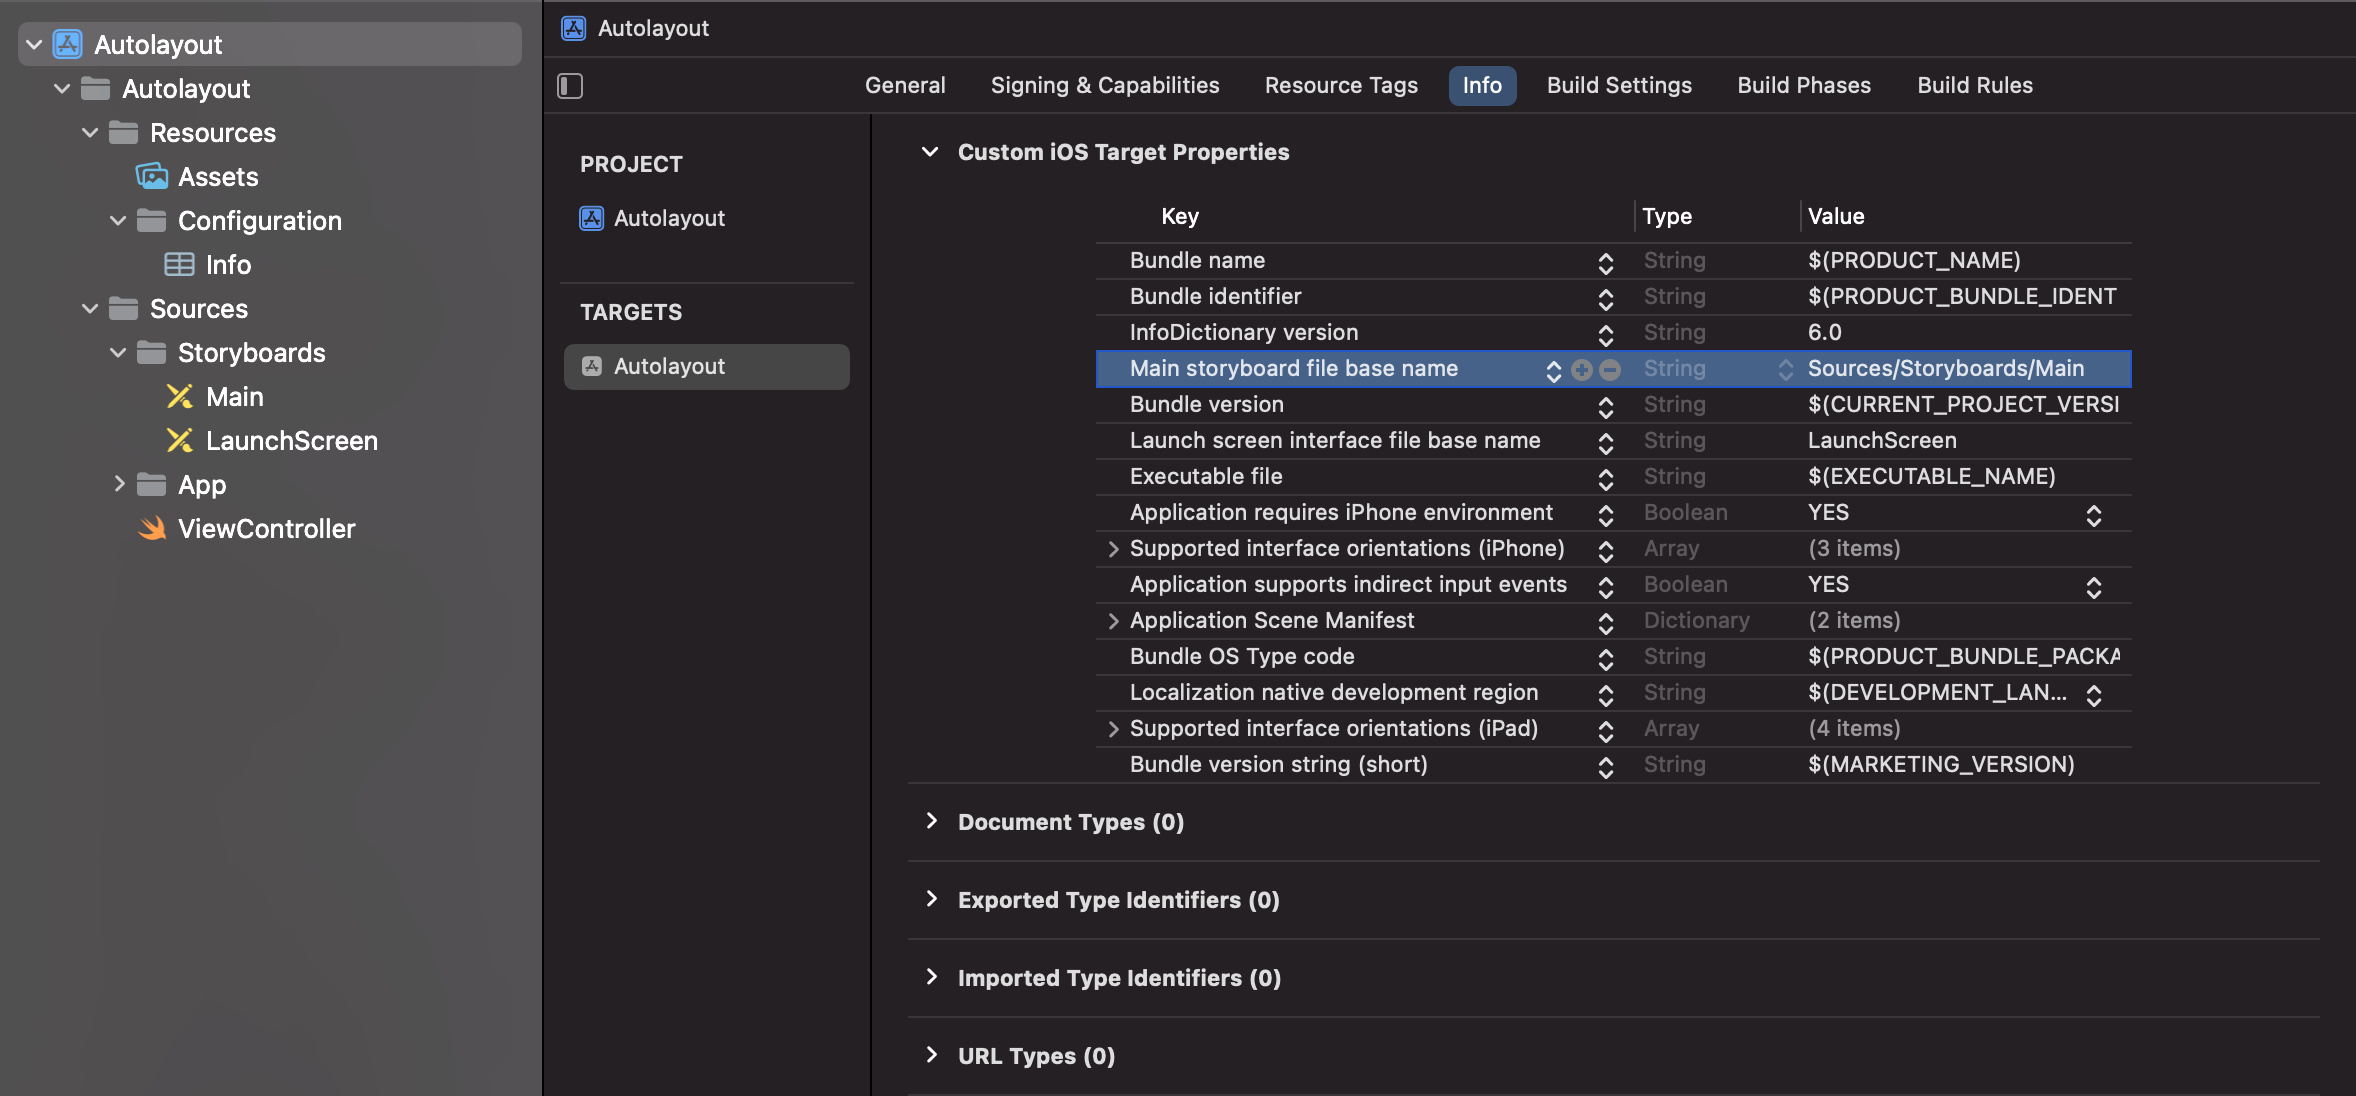 Autolayout
Autolayout
Resources
Assets
Configuration
Info
Sources
Storyboards
Main
LaunchScreen
App
ViewController
Autolayout
General Signing & Capabilities Resource Tags Info Build Settings Build Phases Build Rules
PROJECT
Autolayout
TARGETS
Autolayout
Custom iOS Target Properties
Key Type Value
Bundle name String $(PRODUCT_NAME)
Bundle identifier String $(PRODUCT_BUNDLE_IDENT
InfoDictionary version String 6.0
Main storyboard file base name String Sources/Storyboards/Main
Bundle version String $(CURRENT_PROJECT_VERSI
Launch screen interface file base name String LaunchScreen
Executable file String $(EXECUTABLE_NAME)
Application requires iPhone environment Boolean YES
Supported interface orientations (iPhone) Array (3 items)
Application supports indirect input events Boolean YES
Application Scene Manifest Dictionary (2 items)
Bundle OS Type code String $(PRODUCT_BUNDLE_PACKA
Localization native development region String $(DEVELOPMENT_LAN...
Supported interface orientations (iPad) Array (4 items)
Bundle version string (short) String $(MARKETING_VERSION)
Document Types (0)
Exported Type Identifiers (0)
Imported Type Identifiers (0)
URL Types (0)